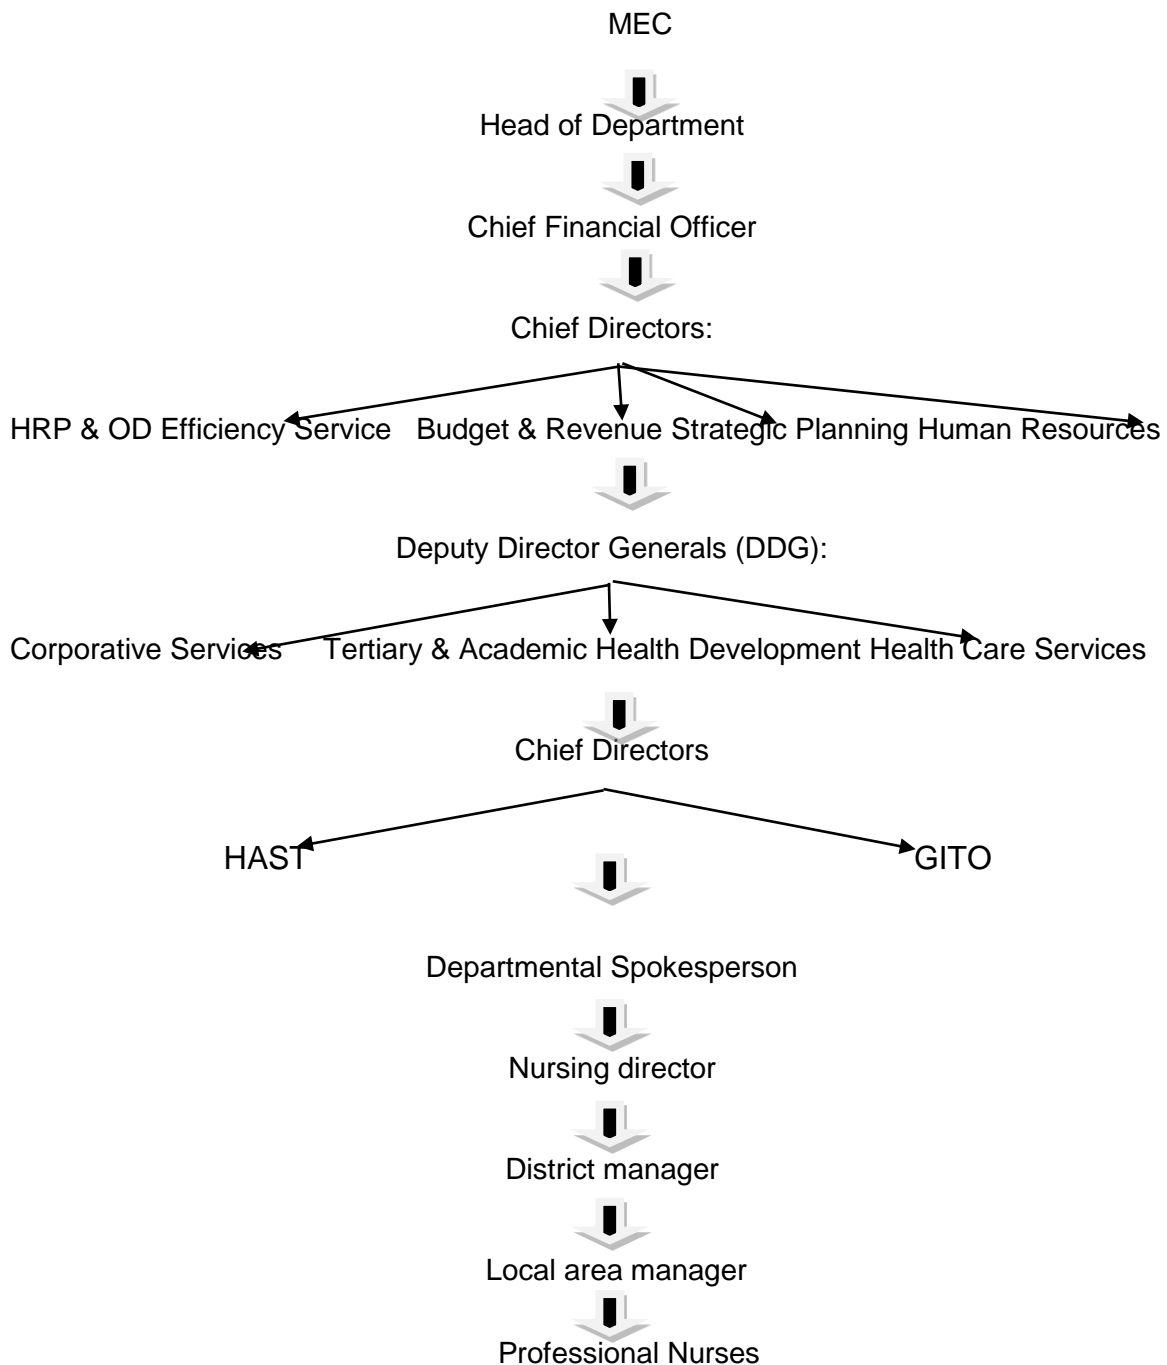 MEC
Head of Department
Chief Financial Officer
Chief Directors:
HRP & OD Efficiency Service Budget & Revenue Strategic Planning Human Resources
Deputy Director Generals (DDG):
Corporative Services Tertiary & Academic Health Development Health Care Services
Chief Directors
HAST GITO
Departmental Spokesperson
Nursing director
District manager
Local area manager
Professional Nurses